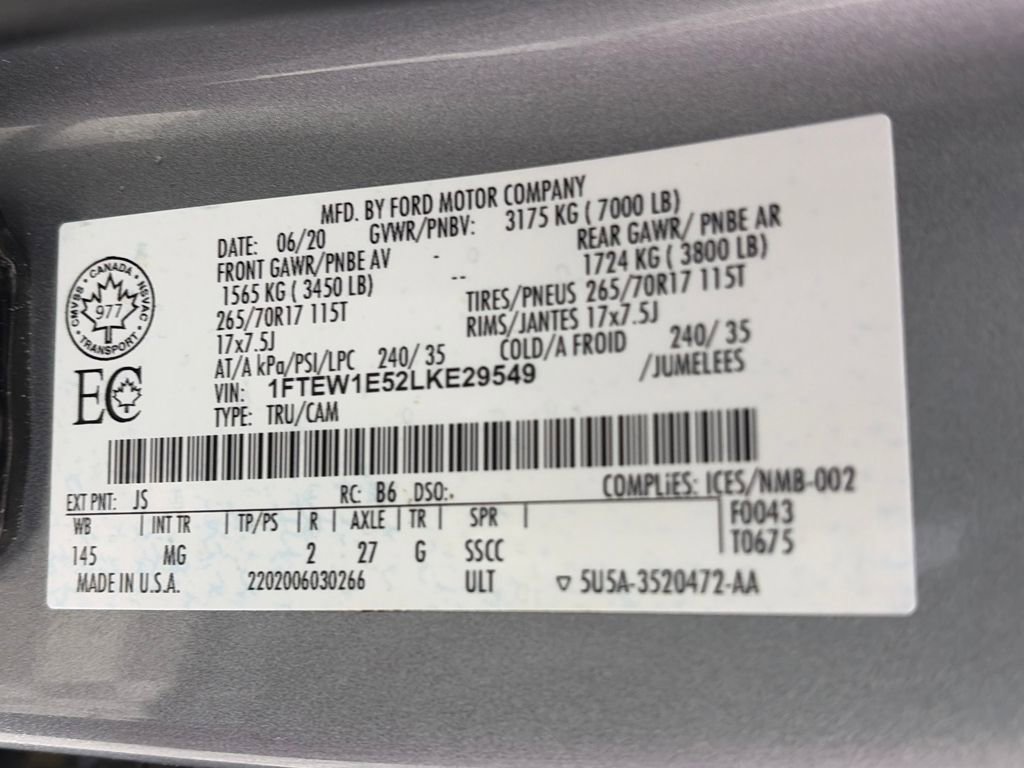 MFD. BY FORD MOTOR COMPANY
DATE: 06/20 GVWR/PNBV: 3175 KG ( 7000 LB)
FRONT GAWR/PNBE AV - REAR GAWR/ PNBE AR
1565 KG ( 3450 LB) -- 1724 KG ( 3800 LB)
265/70R17 115T TIRES/PNEUS 265/70R17 115T
17x7.5J RIMS/JANTES 17x7.5J
AT/A kPa/PSI/LPC 240/ 35 COLD/A FROID 240/ 35
VIN: 1FTEW1E52LKE29549 /JUMELEES
TYPE: TRU/CAM
CANADA
CMVSS · NSVAC
977
TRANSPORT
EC
EXT PNT: JS RC: B6 DSO: COMPLIES: ICES/NMB-002
WB | INT TR | TP/PS | R | AXLE | TR | SPR | F0043
145 MG 2 27 G SSCC T0675
MADE IN U.S.A. 2202006030266 ULT ▽ 5U5A-3520472-AA